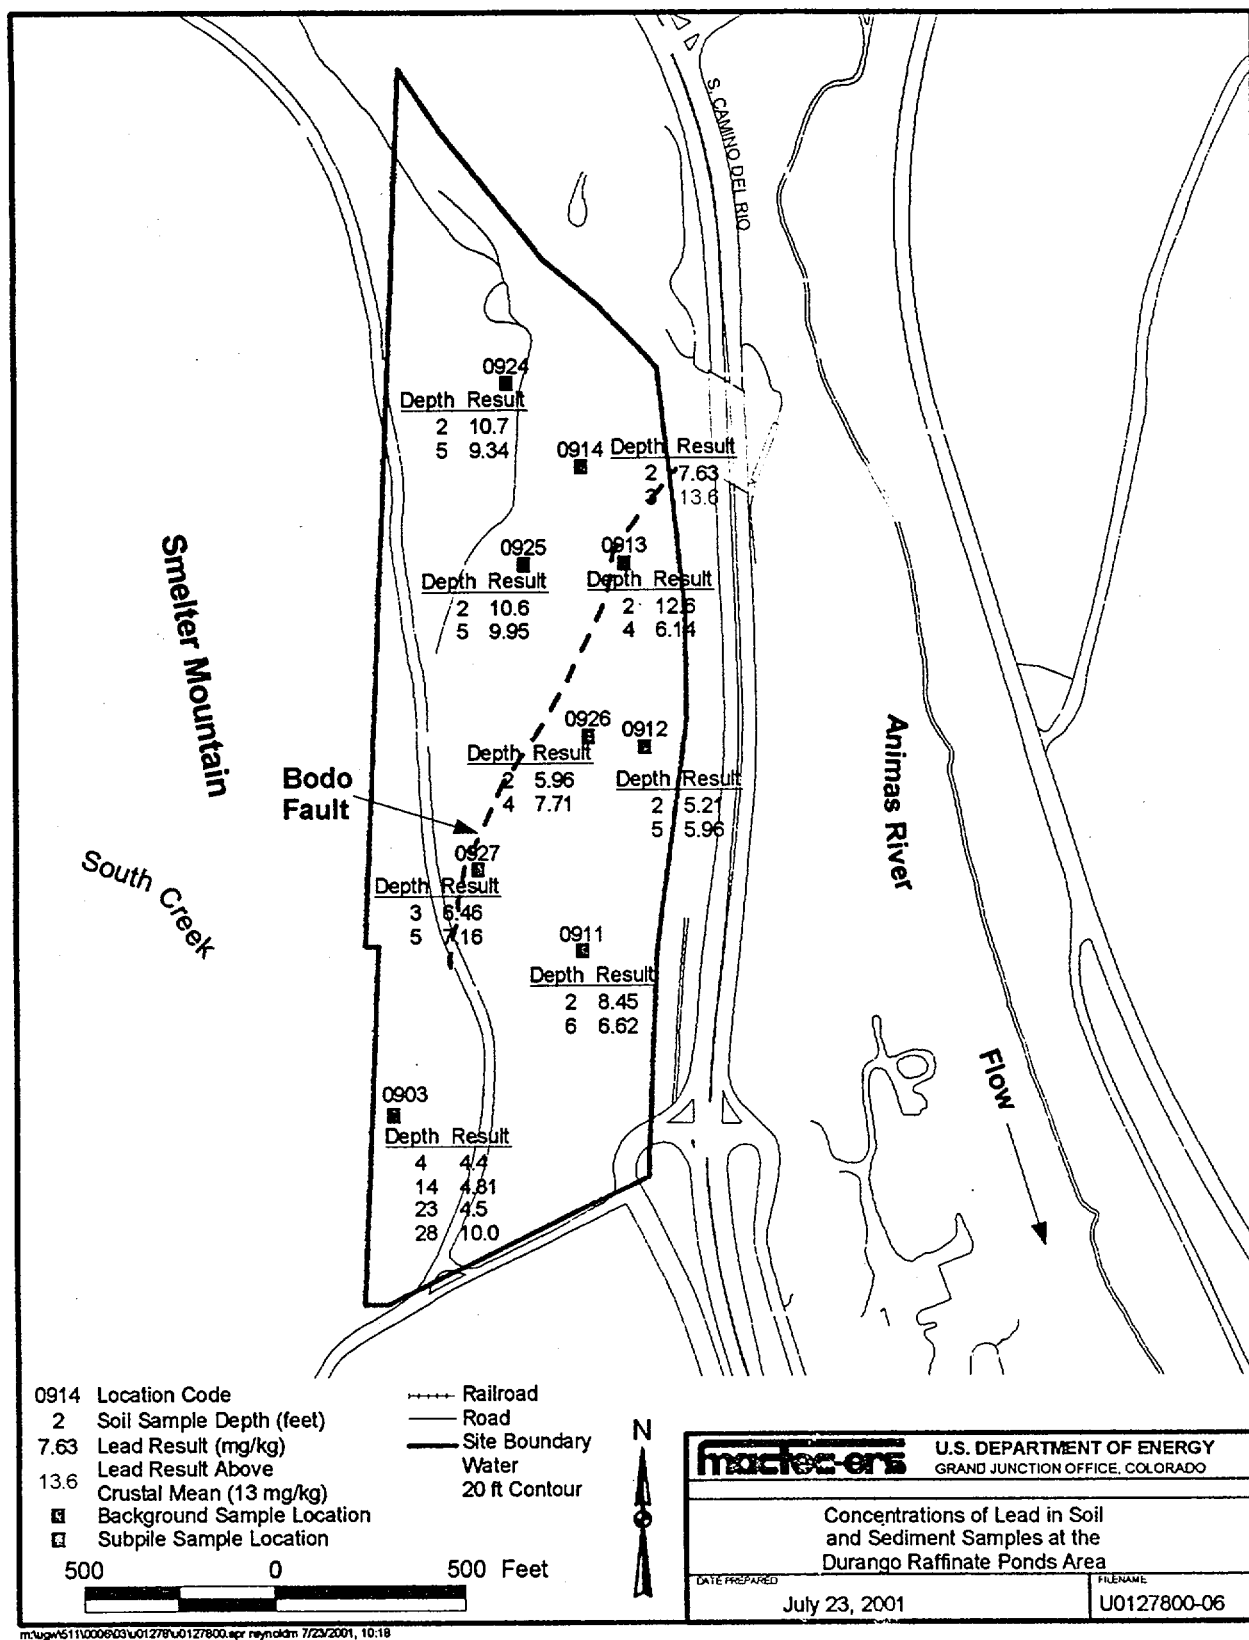 S. CAMINO DEL RIO
0924
Depth Result
2 10.7
5 9.34
0914
Depth Result
2 7.63
3 13.6
0925
Depth Result
2 10.6
5 9.95
0913
Depth Result
2 12.6
4 6.14
Smelter Mountain
0926
Depth Result
2 5.96
4 7.71
0912
Depth Result
2 5.21
5 5.96
Animas River
Bodo
Fault
South Creek
0927
Depth Result
3 6.46
5 7.16
0911
Depth Result
2 8.45
6 6.62
Flow
0903
Depth Result
4 4.4
14 4.81
23 4.5
28 10.0
0914 Location Code
2 Soil Sample Depth (feet)
7.63 Lead Result (mg/kg)
13.6 Lead Result Above
Crustal Mean (13 mg/kg)
Background Sample Location
Subpile Sample Location
Railroad
Road
Site Boundary
Water
20 ft Contour
N
500 0 500 Feet
mactec-ers
U.S. DEPARTMENT OF ENERGY
GRAND JUNCTION OFFICE, COLORADO
Concentrations of Lead in Soil
and Sediment Samples at the
Durango Raffinate Ponds Area
DATE PREPARED
July 23, 2001
FILENAME
U0127800-06
reynoldm 7/23/2001, 10:18